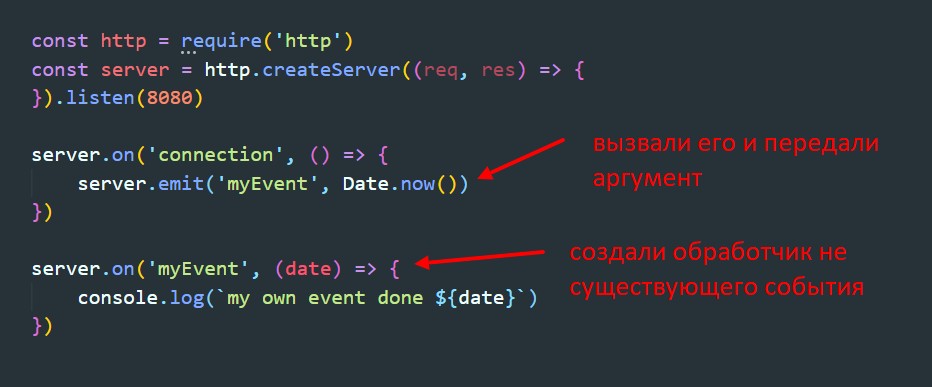 const http = require('http')
const server = http.createServer((req, res) => {
}).listen(8080)
server.on('connection', () => {
вызвали его и передали
server.emit('myEvent', Date.now())
аргумент
})
server.on('myEvent', (date) => {
создали обработчик не
console.log(`my own event done ${date}`)
существующего события
})